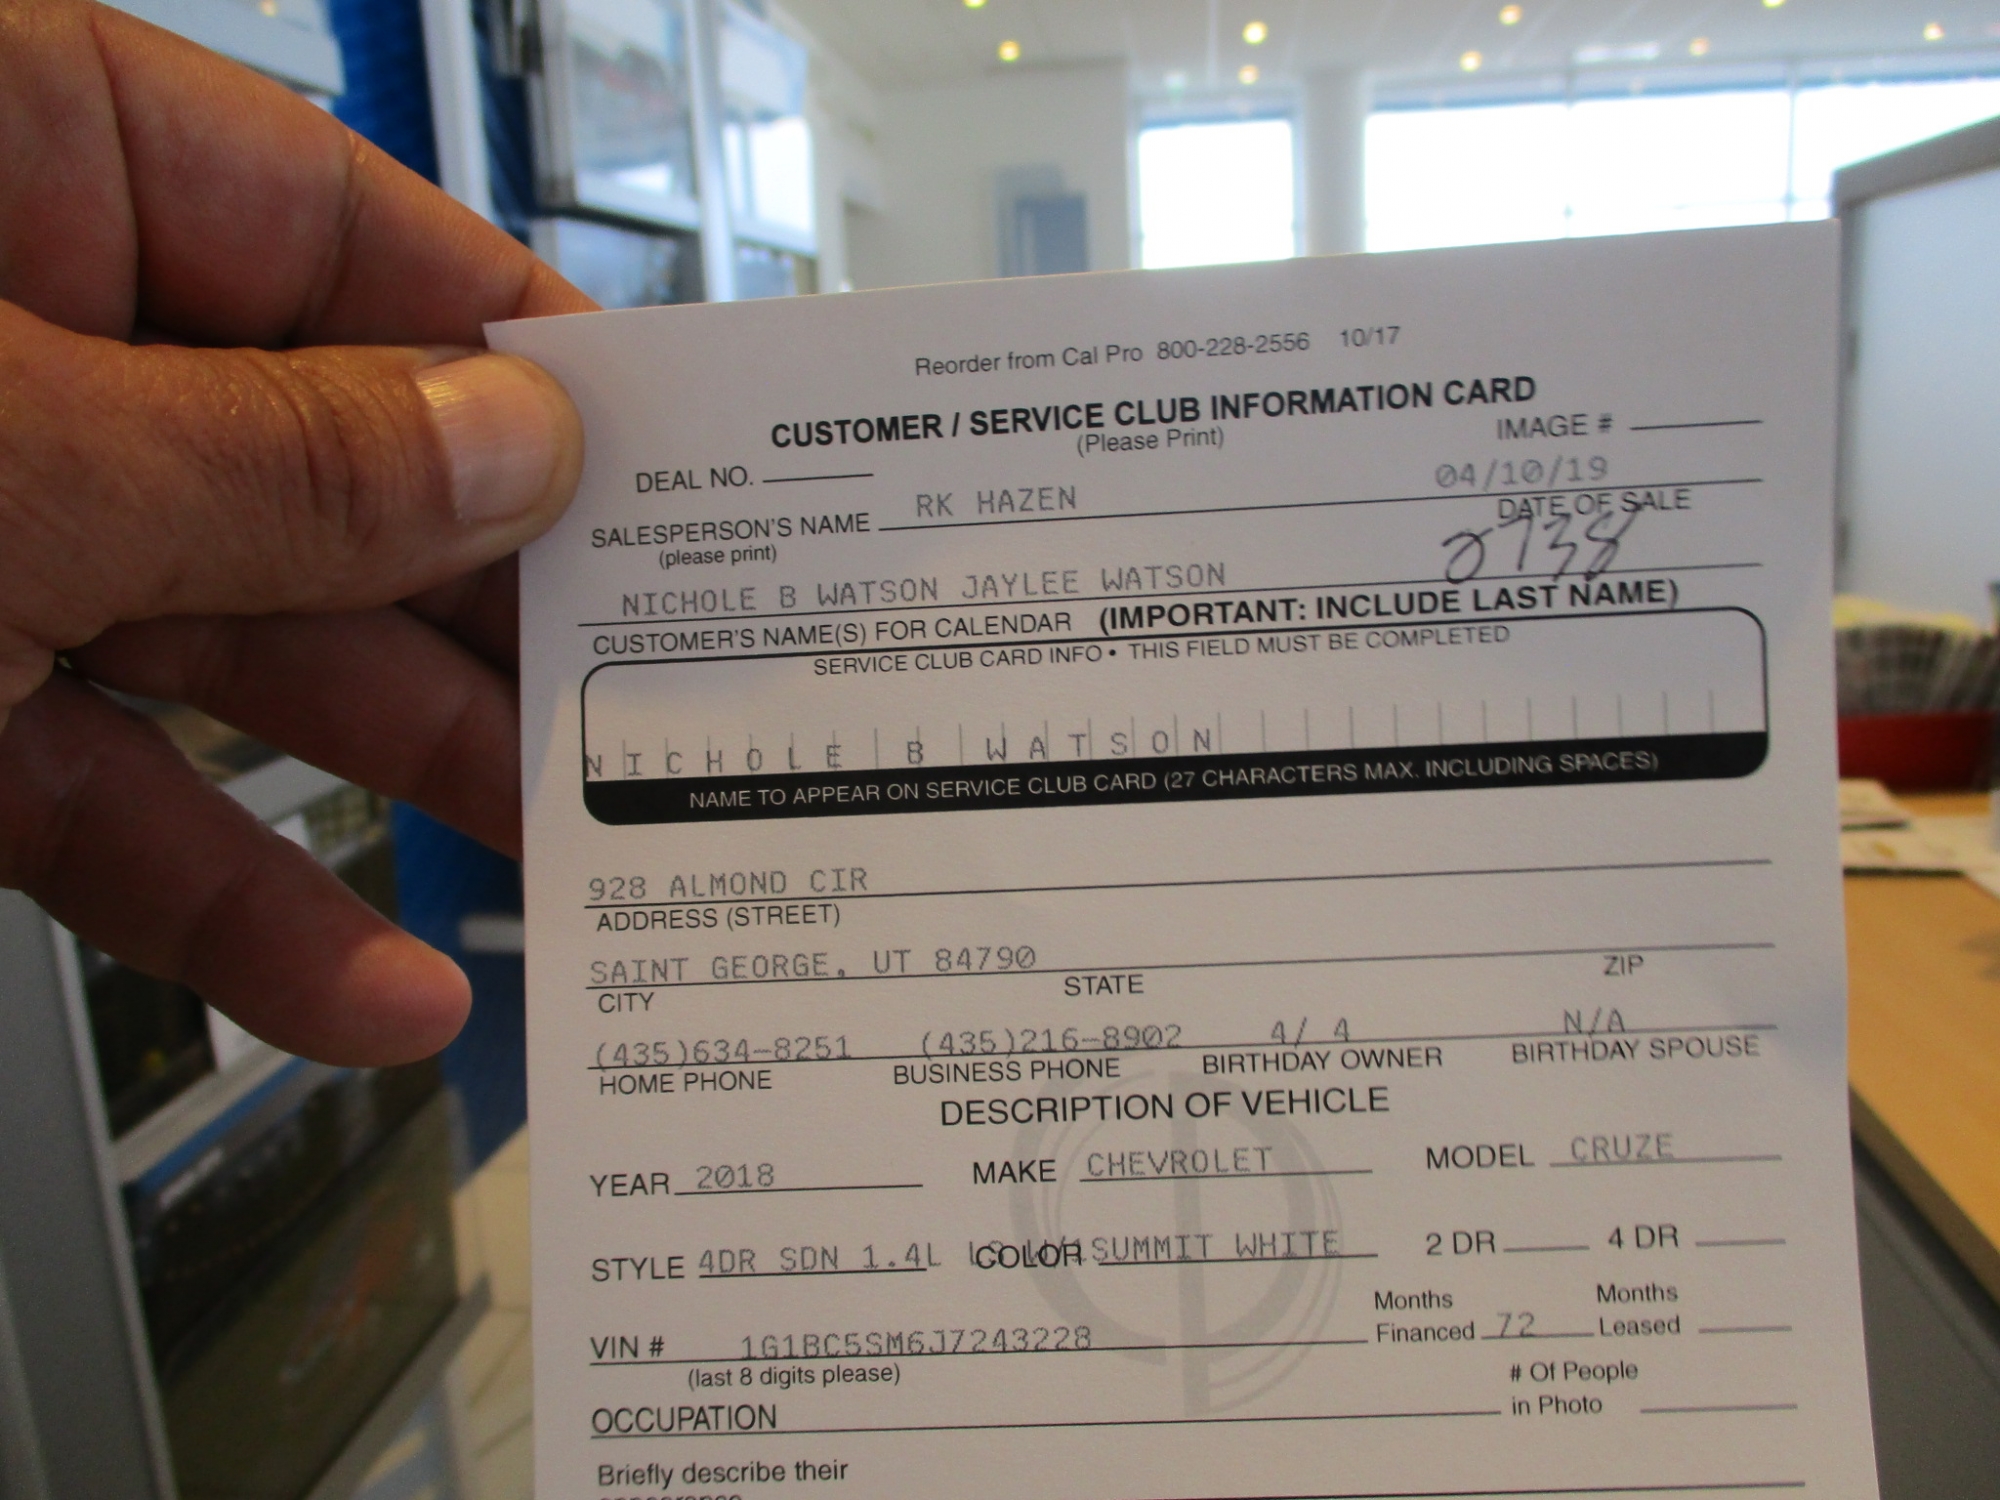 Reorder from Cal Pro 800-228-2556 10/17
CUSTOMER / SERVICE CLUB INFORMATION CARD
(Please Print)
IMAGE #
DEAL NO.
04/10/19
SALESPERSON'S NAME RK HAZEN
(please print)
DATE OF SALE
2738
NICHOLE B WATSON JAYLEE WATSON
CUSTOMER'S NAME(S) FOR CALENDAR (IMPORTANT: INCLUDE LAST NAME)
SERVICE CLUB CARD INFO • THIS FIELD MUST BE COMPLETED
NICHOLE B WATSON
NAME TO APPEAR ON SERVICE CLUB CARD (27 CHARACTERS MAX. INCLUDING SPACES)
928 ALMOND CIR
ADDRESS (STREET)
SAINT GEORGE, UT 84790
CITY STATE ZIP
(435)634-8251 (435)216-8902 4/ 4 N/A
HOME PHONE BUSINESS PHONE BIRTHDAY OWNER BIRTHDAY SPOUSE
DESCRIPTION OF VEHICLE
YEAR 2018 MAKE CHEVROLET MODEL CRUZE
STYLE 4DR SDN 1.4L COLOR SUMMIT WHITE 2 DR 4 DR
VIN # 1G1BC5SM6J7243228 Months Financed 72 Months Leased
(last 8 digits please)
# Of People in Photo
OCCUPATION
Briefly describe their